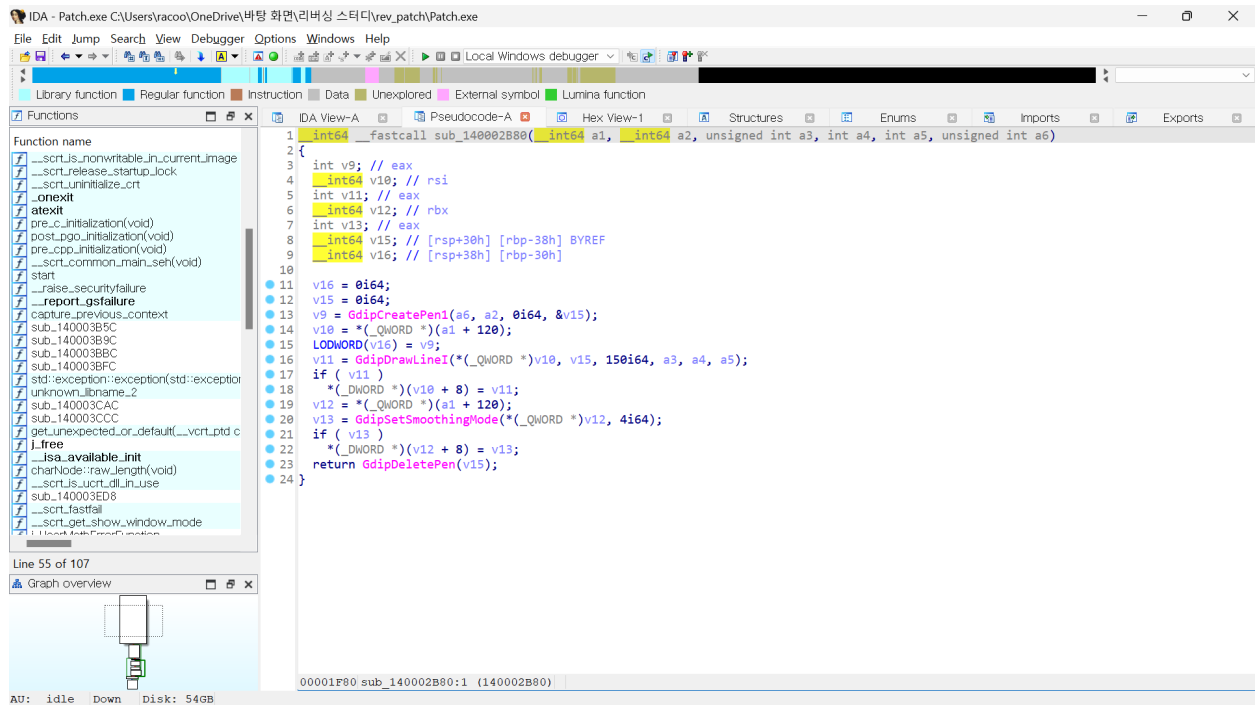 IDA - Patch.exe C:\Users\racoo\OneDrive\바탕 화면\리버싱 스터디\rev_patch\Patch.exe
File Edit Jump Search View Debugger Options Windows Help
Local Windows debugger
Library function Regular function Instruction Data Unexplored External symbol Lumina function
Functions
IDA View-A Pseudocode-A Hex View-1 Structures Enums Imports Exports
Function name
__scrt_is_nonwritable_in_current_image
__scrt_release_startup_lock
__scrt_uninitialize_crt
_onexit
atexit
pre_c_initialization(void)
post_pgo_initialization(void)
pre_cpp_initialization(void)
__scrt_common_main_seh(void)
start
__raise_securityfailure
__report_gsfailure
capture_previous_context
sub_140003B5C
sub_140003B9C
sub_140003BBC
sub_140003BFC
std::exception::exception(std::exception
unknown_libname_2
sub_140003CAC
sub_140003CCC
get_unexpected_or_default(__vcrt_ptd c
j_free
__isa_available_init
charNode::raw_length(void)
__scrt_is_ucrt_dll_in_use
sub_140003ED8
__scrt_fastfail
__scrt_get_show_window_mode
Line 55 of 107
Graph overview
1 __int64 __fastcall sub_140002B80(__int64 a1, __int64 a2, unsigned int a3, int a4, int a5, unsigned int a6)
2 {
3 int v9; // eax
4 __int64 v10; // rsi
5 int v11; // eax
6 __int64 v12; // rbx
7 int v13; // eax
8 __int64 v15; // [rsp+30h] [rbp-38h] BYREF
9 __int64 v16; // [rsp+38h] [rbp-30h]
10
11 v16 = 0i64;
12 v15 = 0i64;
13 v9 = GdipCreatePen1(a6, a2, 0i64, &v15);
14 v10 = *(_QWORD *)(a1 + 120);
15 LODWORD(v16) = v9;
16 v11 = GdipDrawLineI(*(_QWORD *)v10, v15, 150i64, a3, a4, a5);
17 if ( v11 )
18 *(_DWORD *)(v10 + 8) = v11;
19 v12 = *(_QWORD *)(a1 + 120);
20 v13 = GdipSetSmoothingMode(*(_QWORD *)v12, 4i64);
21 if ( v13 )
22 *(_DWORD *)(v12 + 8) = v13;
23 return GdipDeletePen(v15);
24 }
00001F80 sub_140002B80:1 (140002B80)
AU: idle Down Disk: 54GB